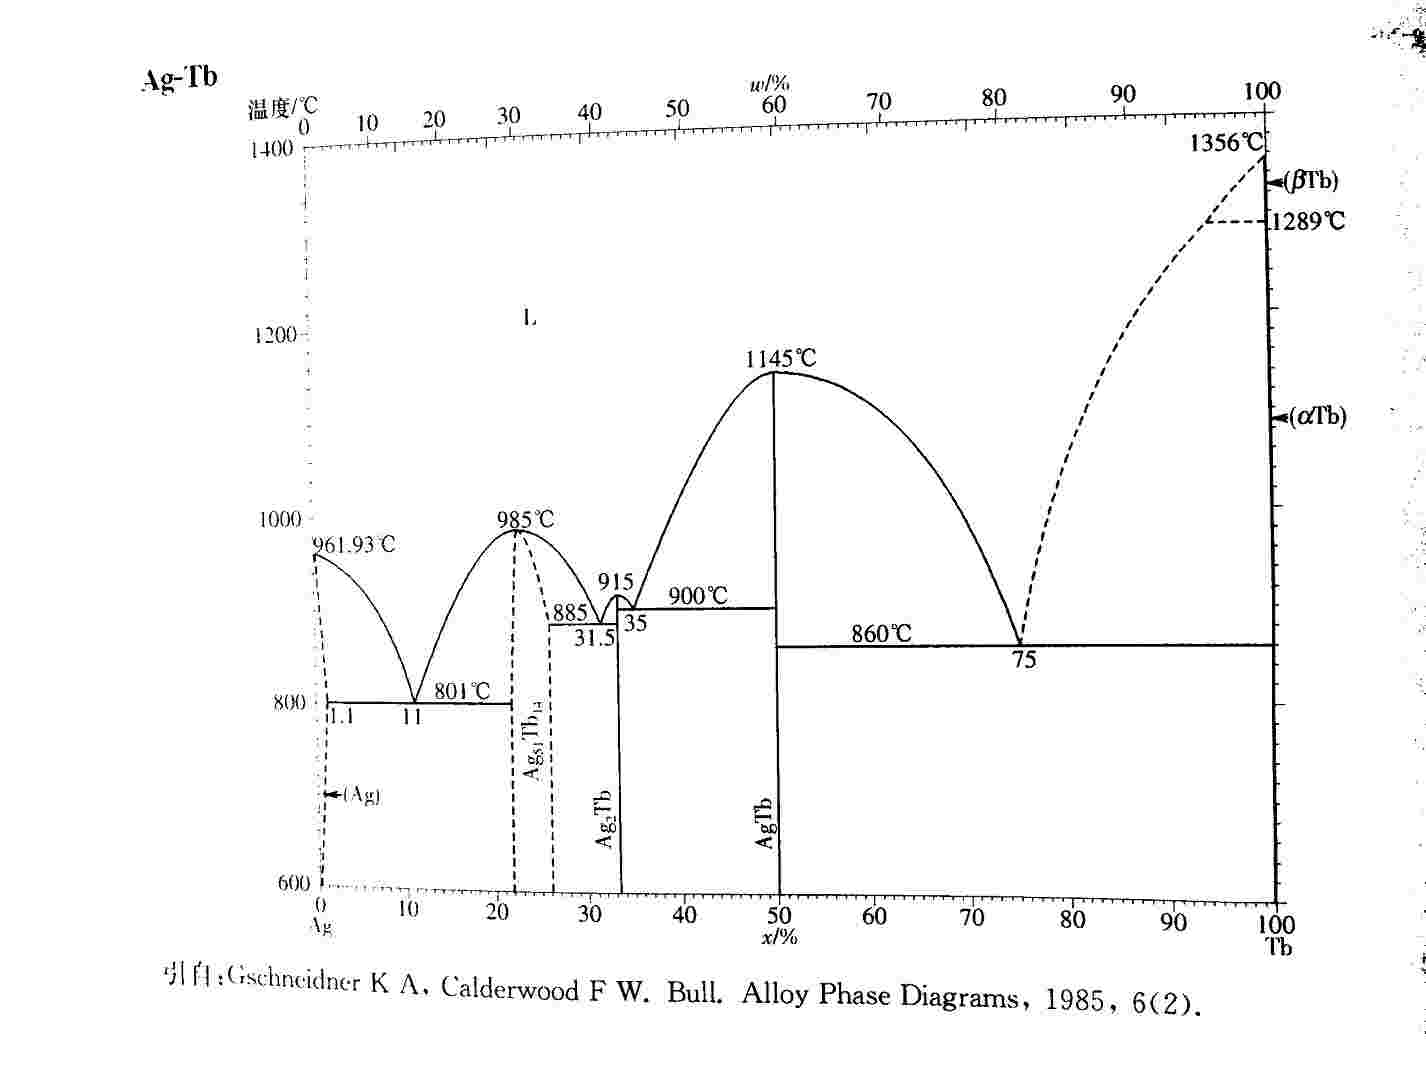 Ag-Tb
w/%
温度/℃
0 10 20 30 40 50 60 70 80 90 100
1400
1356℃
(βTb)
1289℃
L
1200
1145℃
(αTb)
1000
985℃
961.93℃
915
900℃
885
35
31.5
860℃
75
801℃
800
1.1
11
Ag₅₁Tb₁₄
(Ag)
Ag₂Tb
AgTb
600
0 10 20 30 40 50 60 70 80 90 100
Ag
x/%
Tb
引自:Gschneidner K A, Calderwood F W. Bull. Alloy Phase Diagrams, 1985, 6(2).